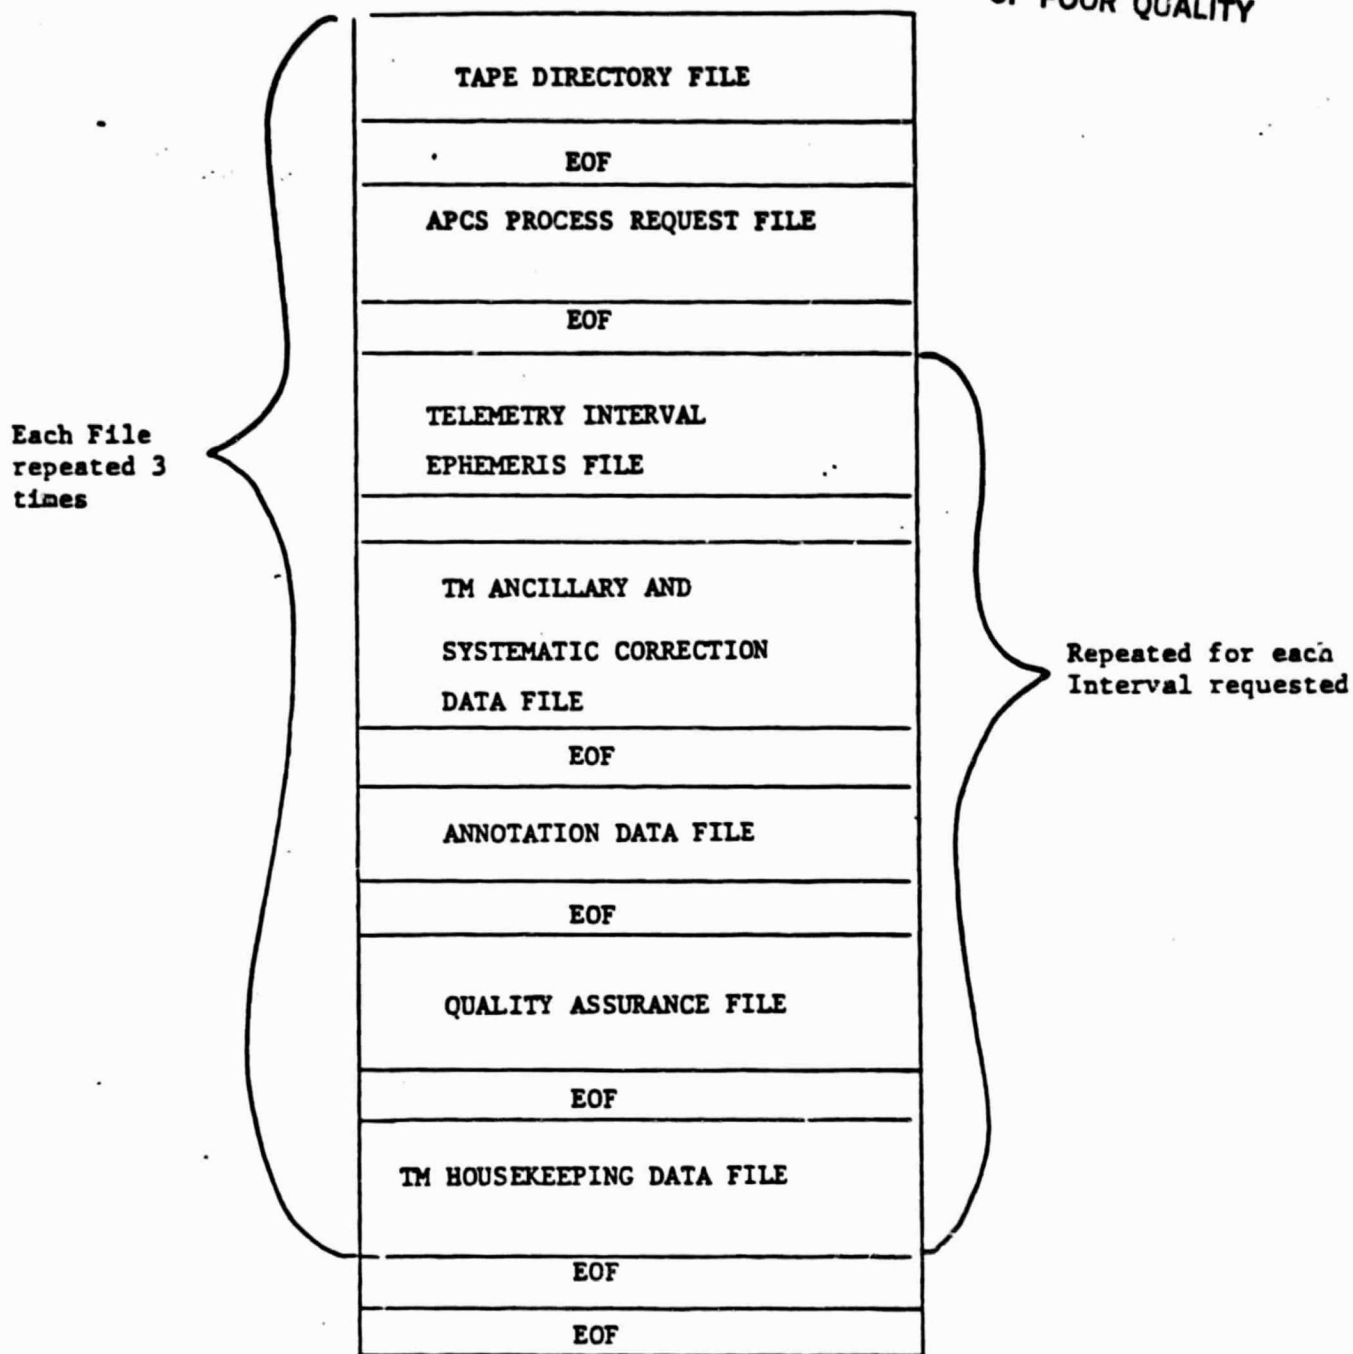 OF POOR QUALITY
TAPE DIRECTORY FILE
EOF
APCS PROCESS REQUEST FILE
EOF
TELEMETRY INTERVAL
EPHEMERIS FILE
Each File
repeated 3
times
TM ANCILLARY AND
SYSTEMATIC CORRECTION
DATA FILE
Repeated for each
Interval requested
EOF
ANNOTATION DATA FILE
EOF
QUALITY ASSURANCE FILE
EOF
TM HOUSEKEEPING DATA FILE
EOF
EOF